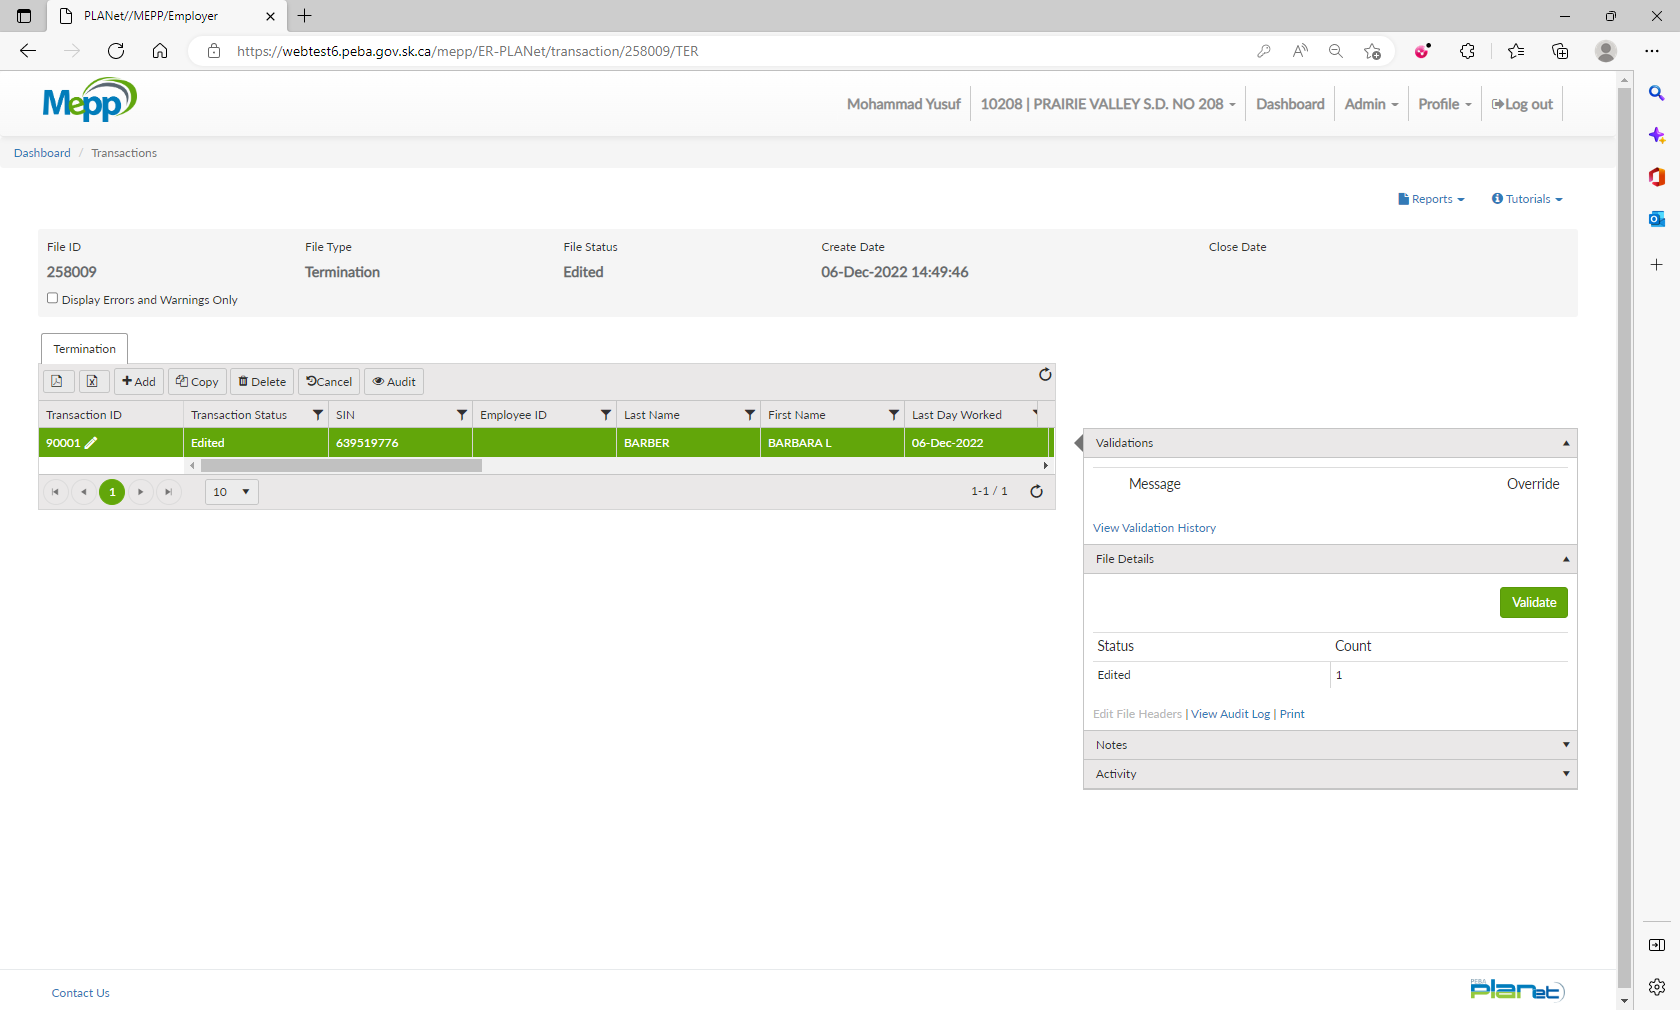 PLANet//MEPP/Employer
https://webtest6.peba.gov.sk.ca/mepp/ER-PLANet/transaction/258009/TER
Mepp
Mohammad Yusuf
10208 | PRAIRIE VALLEY S.D. NO 208
Dashboard
Admin
Profile
Log out
Dashboard / Transactions
Reports
Tutorials
File ID
File Type
File Status
Create Date
Close Date
258009
Termination
Edited
06-Dec-2022 14:49:46
Display Errors and Warnings Only
Termination
Add
Copy
Delete
Cancel
Audit
Transaction ID
Transaction Status
SIN
Employee ID
Last Name
First Name
Last Day Worked
90001
Edited
639519776
BARBER
BARBARA L
06-Dec-2022
1
10
1-1 / 1
Validations
Message
Override
View Validation History
File Details
Validate
Status
Count
Edited
1
Edit File Headers | View Audit Log | Print
Notes
Activity
Contact Us
PEBA
planet